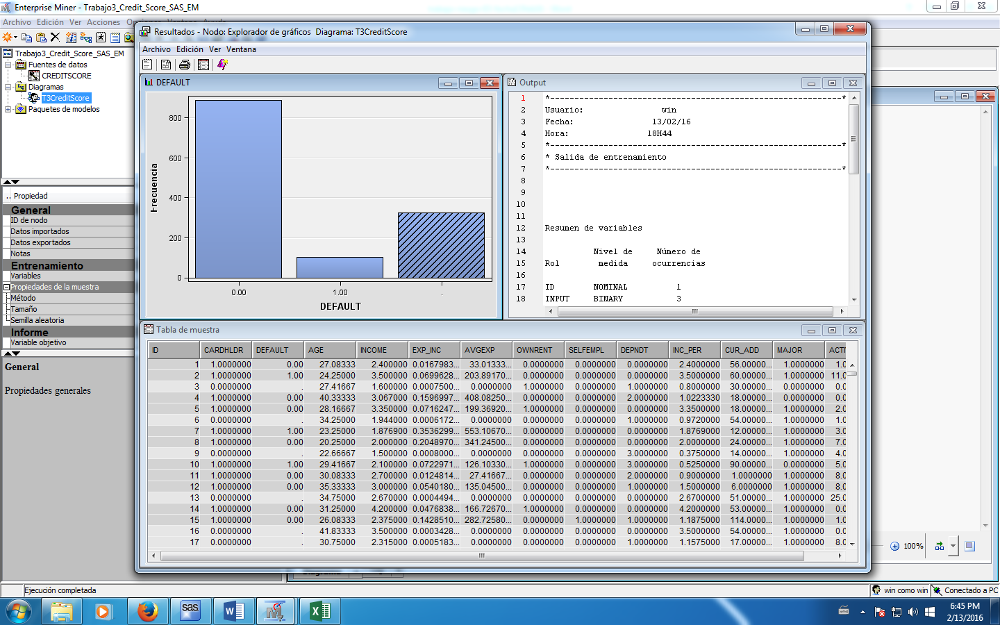 Enterprise Miner - Trabajo3_Credit_Score_SAS_EM
Archivo Edición Ver Acciones
Trabajo3_Credit_Score_SAS_EM
Fuentes de datos
CREDITSCORE
Diagramas
T3CreditScore
Paquetes de modelos
.. Propiedad
General
ID de nodo
Datos importados
Datos exportados
Notas
Entrenamiento
Variables
Propiedades de la muestra
Método
Tamaño
Semilla aleatoria
Informe
Variable objetivo
General
Propiedades generales
Resultados - Nodo: Explorador de gráficos Diagrama: T3CreditScore
Archivo Edición Ver Ventana
DEFAULT
Frecuencia
800
600
400
200
0
0.00 1.00 .
DEFAULT
Output
1 *------------------------------------------------------------*
2 Usuario: win
3 Fecha: 13/02/16
4 Hora: 18H44
5 *------------------------------------------------------------*
6 * Salida de entrenamiento
7 *------------------------------------------------------------*
8
9
10
11
12 Resumen de variables
13
14 Nivel de Número de
15 Rol medida ocurrencias
16
17 ID NOMINAL 1
18 INPUT BINARY 3
Tabla de muestra
ID CARDHLDR DEFAULT AGE INCOME EXP_INC AVGEXP OWNRENT SELFEMPL DEPNDT INC_PER CUR_ADD MAJOR ACTI
1 1.0000000 0.00 27.08333 2.400000 0.0167983... 33.01333... 0.0000000 0.0000000 0.0000000 2.4000000 56.00000... 1.0000000 1.0
2 1.0000000 1.00 24.25000 3.500000 0.0699628... 203.89170... 0.0000000 0.0000000 0.0000000 3.5000000 60.00000... 1.0000000 11.0
3 0.0000000 . 27.41667 1.600000 0.0007500... 0.0000000 1.0000000 0.0000000 1.0000000 0.8000000 30.00000... 0.0000000 0.0
4 1.0000000 0.00 40.33333 3.067000 0.1596997... 408.08250... 0.0000000 0.0000000 2.0000000 1.0222330 18.00000... 1.0000000 0.0
5 1.0000000 0.00 28.16667 3.350000 0.0716247... 199.36920... 1.0000000 0.0000000 0.0000000 3.3500000 18.00000... 1.0000000 2.0
6 0.0000000 . 34.25000 1.944000 0.0006172... 0.0000000 0.0000000 0.0000000 1.0000000 0.9720000 54.00000... 1.0000000 1.0
7 1.0000000 1.00 23.25000 1.876900 0.3536299... 553.10670... 0.0000000 0.0000000 0.0000000 1.8769000 12.00000... 1.0000000 3.0
8 1.0000000 0.00 20.25000 2.000000 0.2048970... 341.24500... 0.0000000 0.0000000 0.0000000 2.0000000 24.00000... 1.0000000 7.0
9 0.0000000 . 22.66667 1.500000 0.0008000... 0.0000000 0.0000000 0.0000000 3.0000000 0.3750000 14.00000... 1.0000000 4.0
10 1.0000000 1.00 29.41667 2.100000 0.0722971... 126.10330... 1.0000000 0.0000000 3.0000000 0.5250000 90.00000... 0.0000000 5.0
11 1.0000000 0.00 30.08333 2.700000 0.0124814... 27.41667... 0.0000000 0.0000000 2.0000000 0.9000000 1.0000000 1.0000000 8.0
12 1.0000000 0.00 35.33333 3.000000 0.0540180... 135.04500... 0.0000000 0.0000000 1.0000000 1.5000000 6.0000000 1.0000000 8.0
13 0.0000000 . 34.75000 2.670000 0.0004494... 0.0000000 0.0000000 0.0000000 0.0000000 2.6700000 51.00000... 1.0000000 25.0
14 1.0000000 0.00 31.25000 4.200000 0.0476838... 166.72670... 1.0000000 0.0000000 0.0000000 4.2000000 53.00000... 1.0000000 0.0
15 1.0000000 0.00 26.08333 2.375000 0.1428510... 282.72580... 0.0000000 1.0000000 1.0000000 1.1875000 114.0000... 1.0000000 1.0
16 0.0000000 . 41.83333 3.500000 0.0003428... 0.0000000 0.0000000 0.0000000 0.0000000 3.5000000 54.00000... 1.0000000 0.0
17 0.0000000 . 30.75000 2.315000 0.0005183... 0.0000000 0.0000000 0.0000000 1.0000000 1.1575000 17.00000... 1.0000000 8.0
100%
Ejecución completada
win como win
Conectado a PC
sas
6:45 PM
2/13/2016